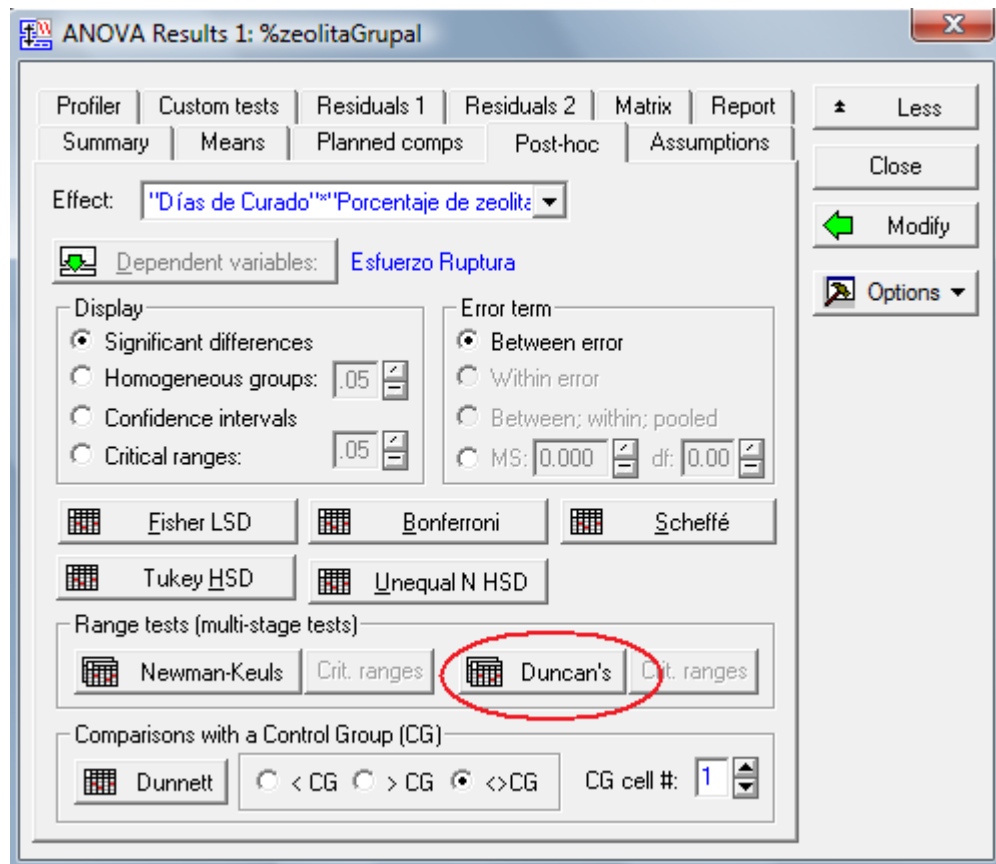 ANOVA Results 1: %zeolitaGrupal
Profiler Custom tests Residuals 1 Residuals 2 Matrix Report
Summary Means Planned comps Post-hoc Assumptions
Less
Close
Modify
Options
Effect: "Días de Curado"*"Porcentaje de zeolita
Dependent variables: Esfuerzo Ruptura
Display
Significant differences
Homogeneous groups: .05
Confidence intervals
Critical ranges: .05
Error term
Between error
Within error
Between; within; pooled
MS: 0.000 df: 0.00
Fisher LSD Bonferroni Scheffé
Tukey HSD Unequal N HSD
Range tests (multi-stage tests)
Newman-Keuls Crit. ranges Duncan's Crit. ranges
Comparisons with a Control Group (CG)
Dunnett < CG > CG <>CG CG cell #: 1